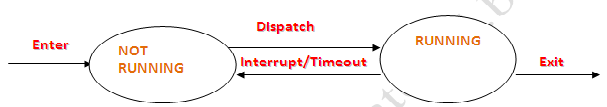 Enter
NOT
RUNNING
Dispatch
Interrupt/Timeout
RUNNING
Exit